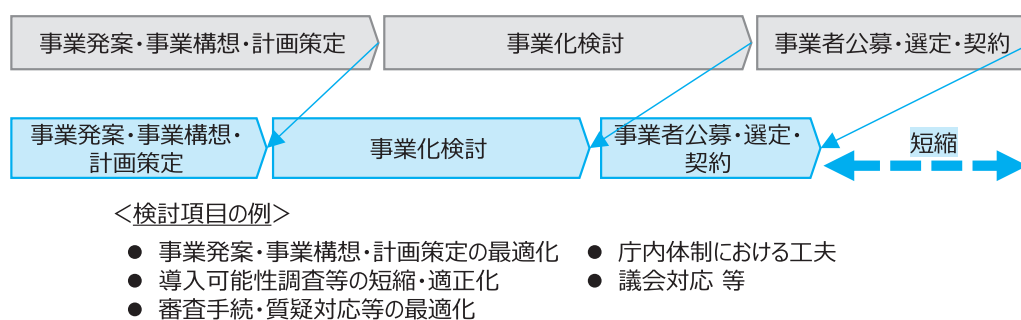 事業発案・事業構想・計画策定
事業化検討
事業者公募・選定・契約
事業発案・事業構想・
計画策定
事業化検討
事業者公募・選定・
契約
短縮
＜検討項目の例＞
● 事業発案・事業構想・計画策定の最適化
● 導入可能性調査等の短縮・適正化
● 審査手続・質疑対応等の最適化
● 庁内体制における工夫
● 議会対応 等